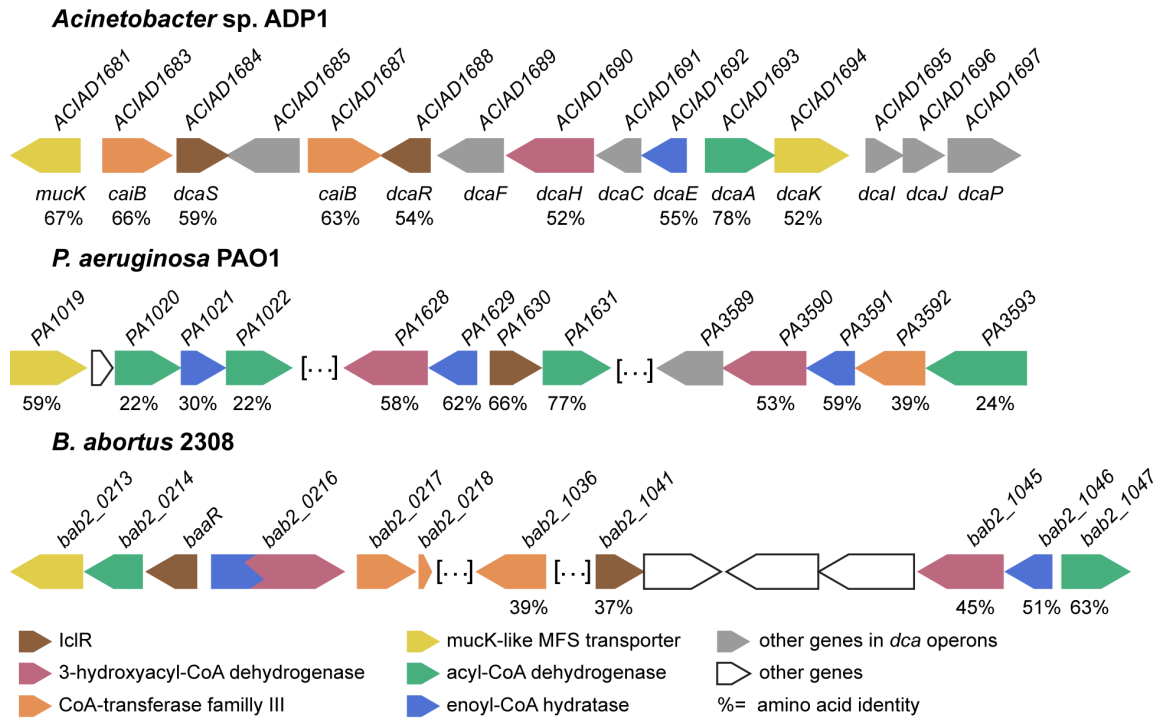 Acinetobacter sp. ADP1
ACIAD1681 ACIAD1683 ACIAD1684 ACIAD1685 ACIAD1687 ACIAD1688 ACIAD1689 ACIAD1690 ACIAD1691 ACIAD1692 ACIAD1693 ACIAD1694 ACIAD1695 ACIAD1696 ACIAD1697
mucK caiB dcaS caiB dcaR dcaF dcaH dcaC dcaE dcaA dcaK dcaI dcaJ dcaP
67% 66% 59% 63% 54% 52% 55% 78% 52%
P. aeruginosa PAO1
PA1019 PA1020 PA1021 PA1022 PA1628 PA1629 PA1630 PA1631 PA3589 PA3590 PA3591 PA3592 PA3593
[...] [...]
59% 22% 30% 22% 58% 62% 66% 77% 53% 59% 39% 24%
B. abortus 2308
bab2_0213 bab2_0214 baaR bab2_0216 bab2_0217 bab2_0218 bab2_1036 bab2_1041 bab2_1045 bab2_1046 bab2_1047
[...] [...]
39% 37% 45% 51% 63%
IclR mucK-like MFS transporter other genes in dca operons
3-hydroxyacyl-CoA dehydrogenase acyl-CoA dehydrogenase other genes
CoA-transferase familly III enoyl-CoA hydratase %= amino acid identity